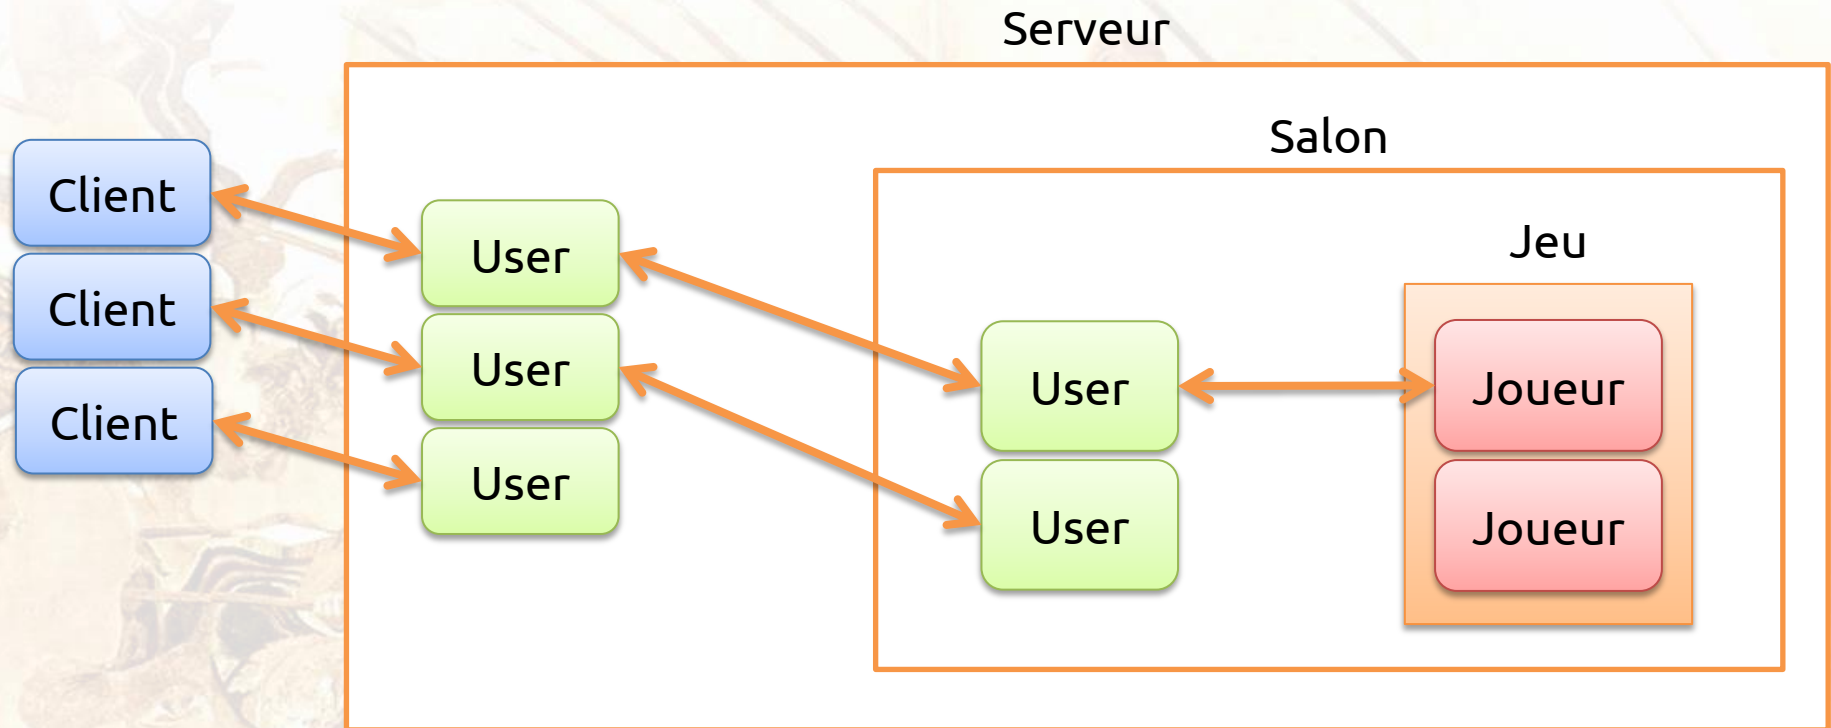 Serveur
Salon
Jeu
Client
Client
Client
User
User
User
User
User
Joueur
Joueur